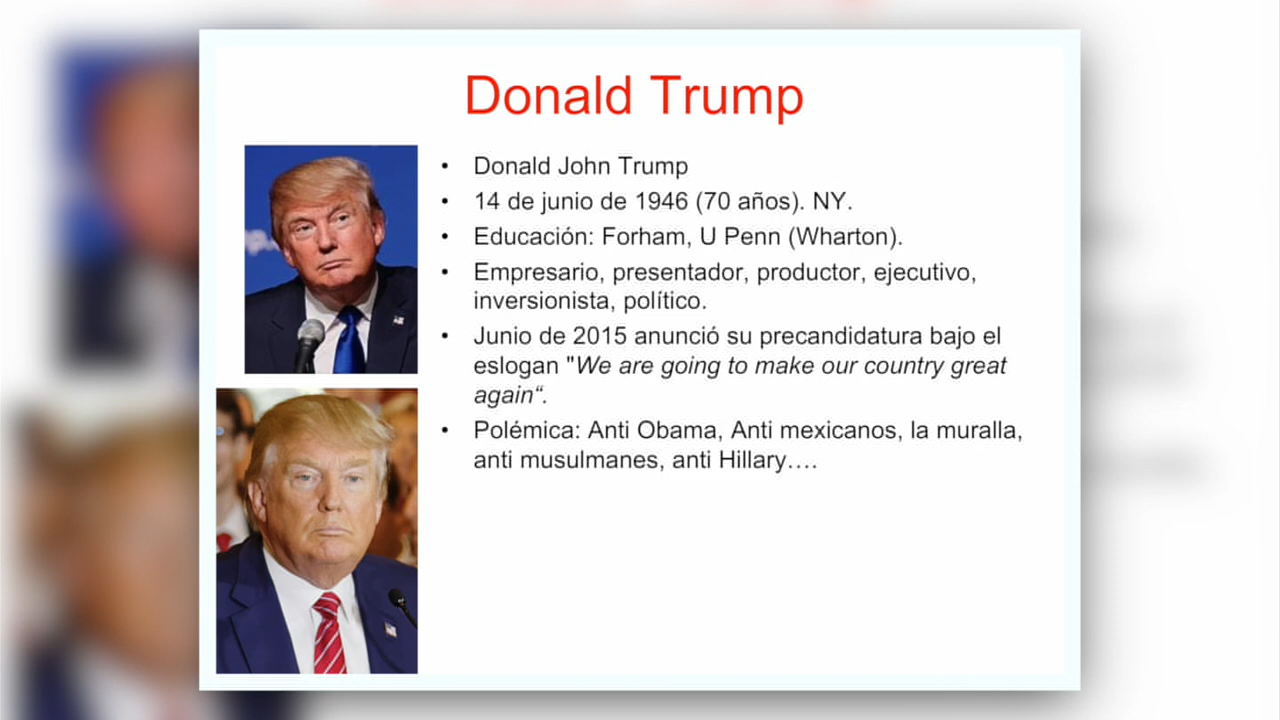 Donald Trump
• Donald John Trump
• 14 de junio de 1946 (70 años). NY.
• Educación: Forham, U Penn (Wharton).
• Empresario, presentador, productor, ejecutivo,
inversionista, político.
• Junio de 2015 anunció su precandidatura bajo el
eslogan "We are going to make our country great
again“.
• Polémica: Anti Obama, Anti mexicanos, la muralla,
anti musulmanes, anti Hillary….